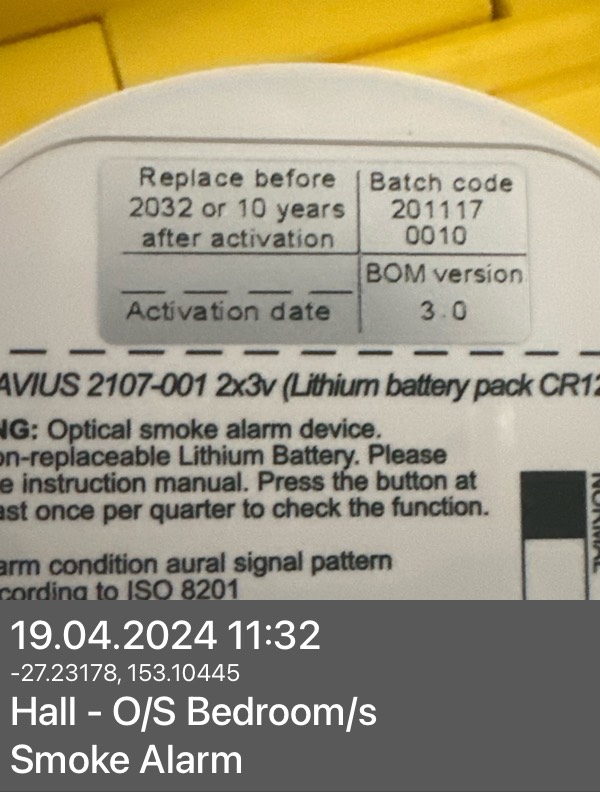 Replace before
2032 or 10 years
after activation
Activation date
Batch code
201117
0010
BOM version
3.0
AVIUS 2107-001 2x3v (Lithium battery pack CR12
NG: Optical smoke alarm device.
on-replaceable Lithium Battery. Please
e instruction manual. Press the button at
ast once per quarter to check the function.
arm condition aural signal pattern
cording to ISO 8201
NORMAL
19.04.2024 11:32
-27.23178, 153.10445
Hall - O/S Bedroom/s
Smoke Alarm